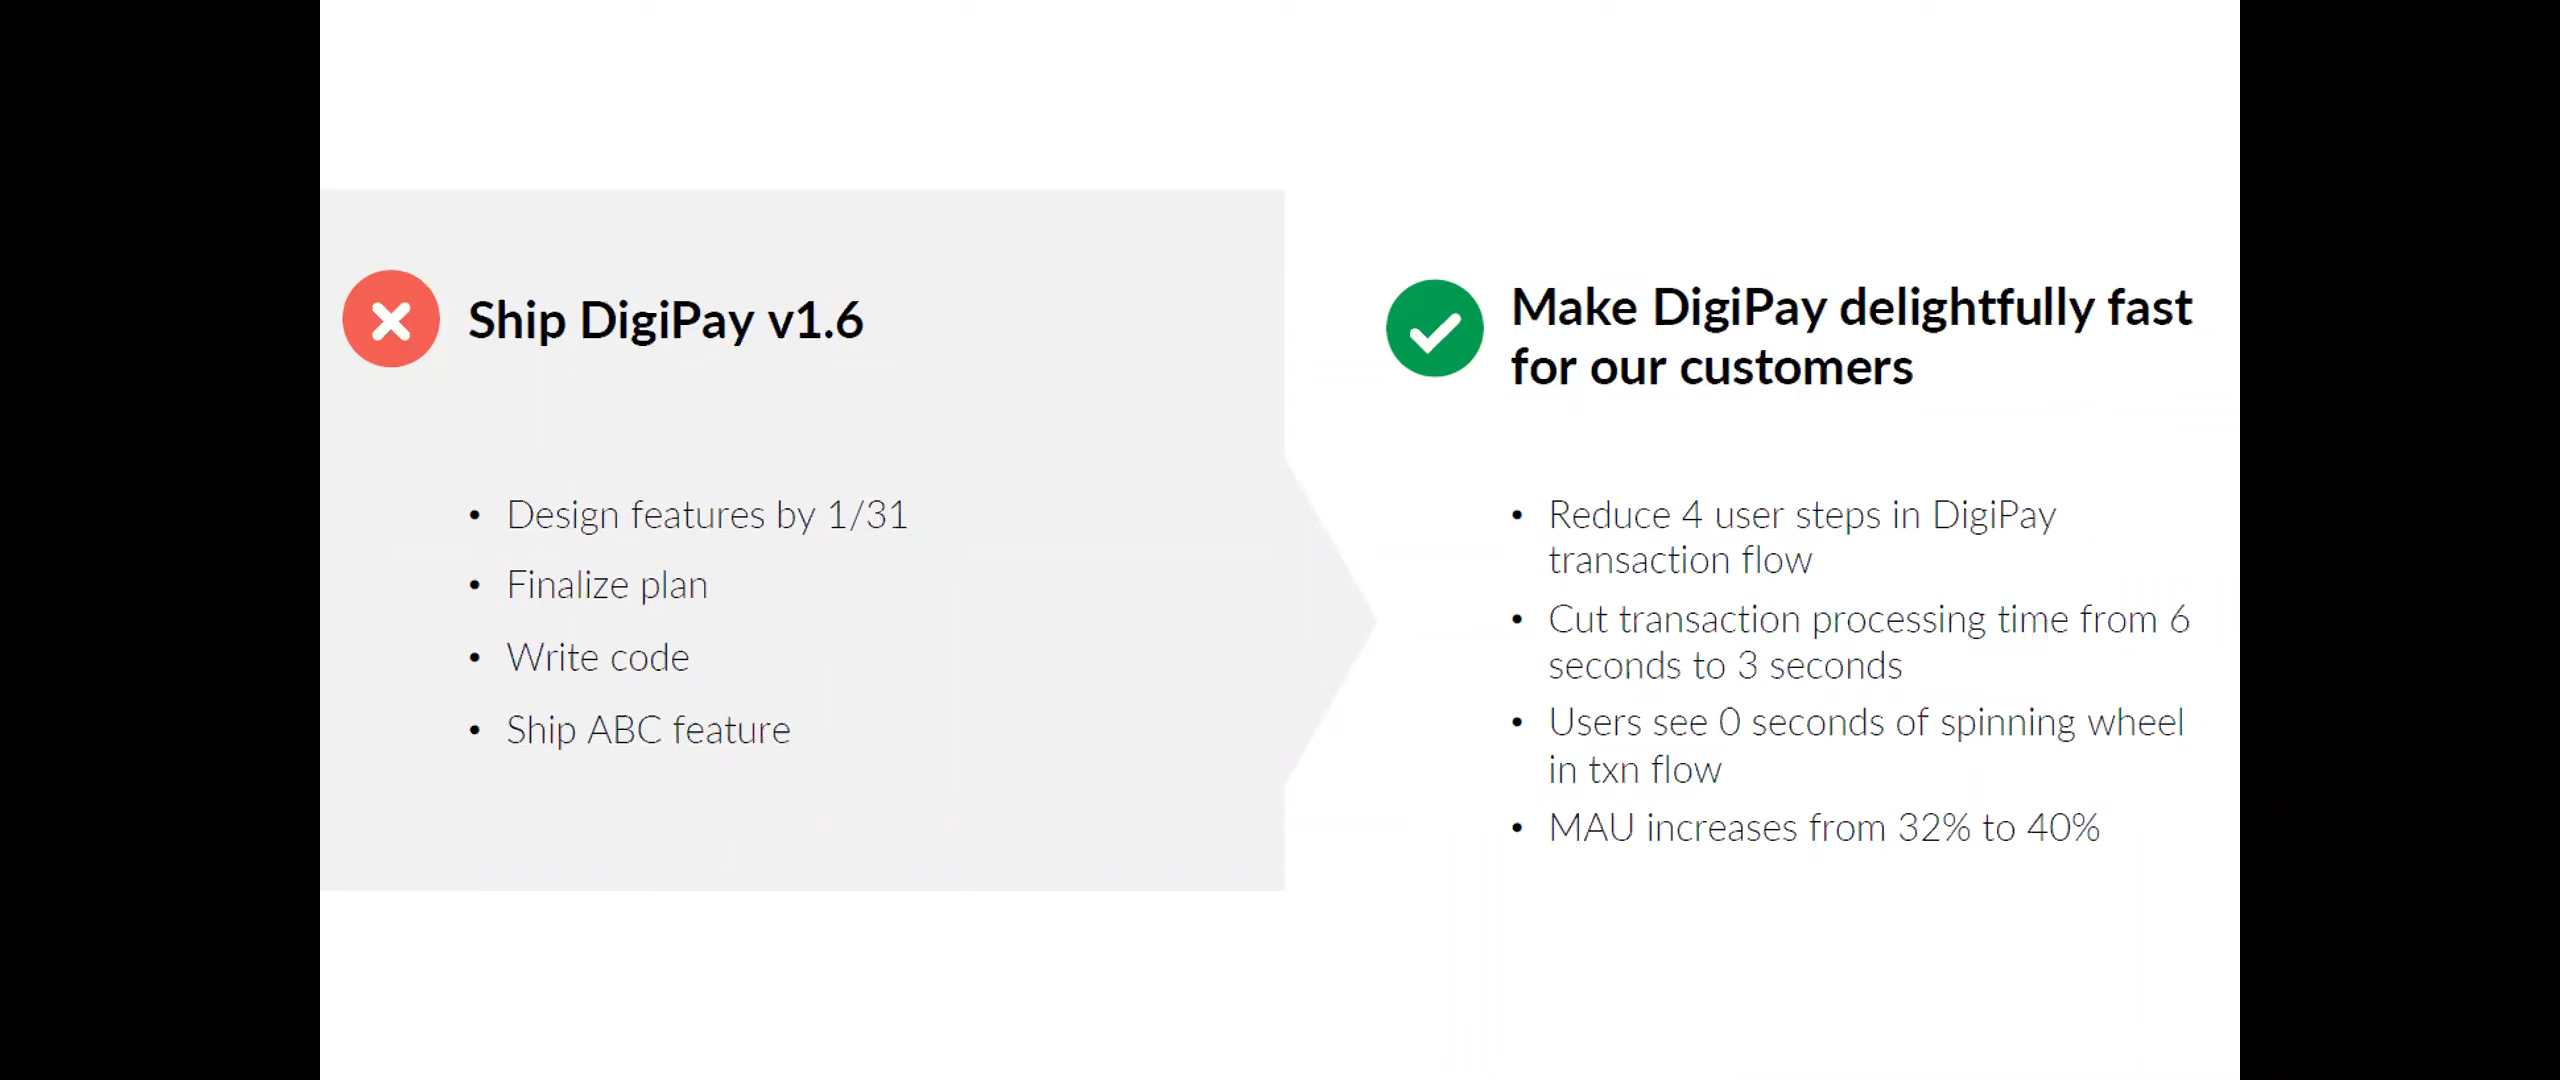 Ship DigiPay v1.6
• Design features by 1/31
• Finalize plan
• Write code
• Ship ABC feature
Make DigiPay delightfully fast
for our customers
• Reduce 4 user steps in DigiPay
transaction flow
• Cut transaction processing time from 6
seconds to 3 seconds
• Users see 0 seconds of spinning wheel
in txn flow
• MAU increases from 32% to 40%